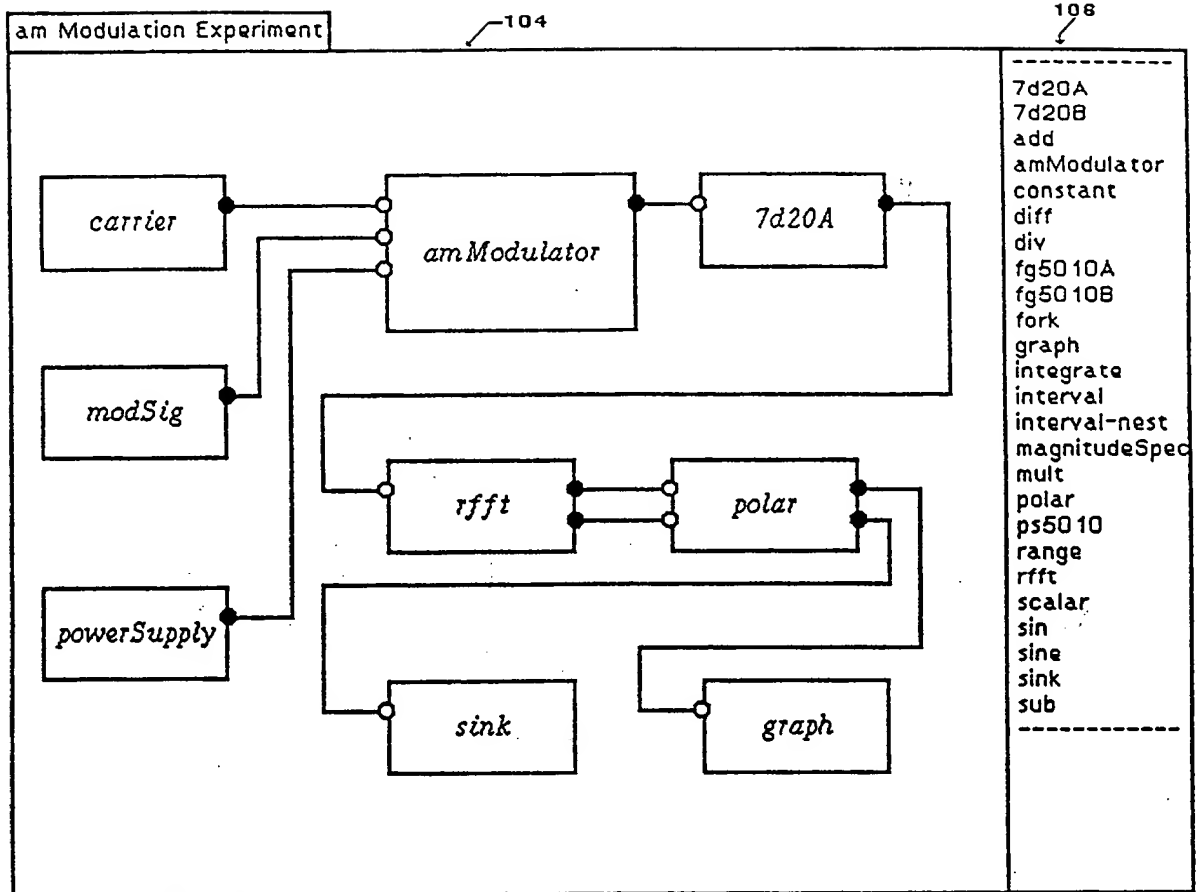 am Modulation Experiment
104
106
carrier
amModulator
7d20A
modSig
rfft
polar
powerSupply
sink
graph
------------
7d20A
7d20B
add
amModulator
constant
diff
div
fg5010A
fg5010B
fork
graph
integrate
interval
interval-nest
magnitudeSpec
mult
polar
ps5010
range
rfft
scalar
sin
sine
sink
sub
------------